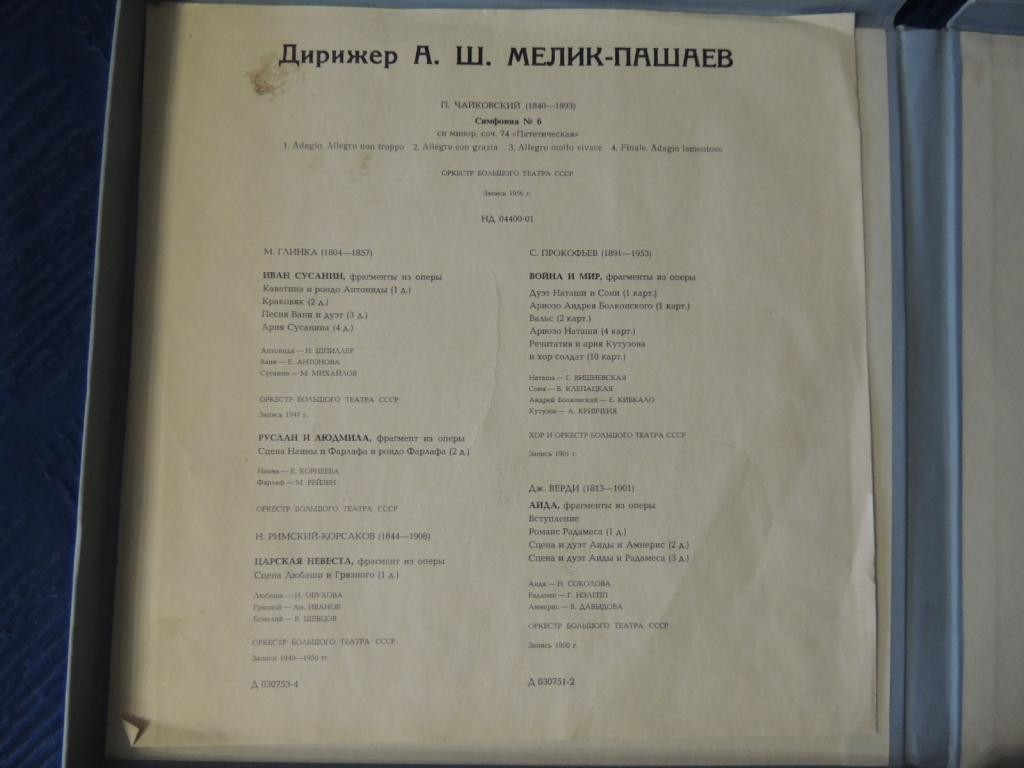 Дирижер А. Ш. МЕЛИК-ПАШАЕВ
П. ЧАЙКОВСКИЙ (1840—1893)
Симфония № 6
си минор, соч. 74 «Патетическая»
1. Adagio. Allegro non troppo 2. Allegro con grazia 3. Allegro molto vivace 4. Finale. Adagio lamentoso
ОРКЕСТР БОЛЬШОГО ТЕАТРА СССР
Запись 1956 г.
НД 04400-01
М. ГЛИНКА (1804—1857)
ИВАН СУСАНИН, фрагменты из оперы
Каватина и рондо Антониды (1 д.)
Краковяк (2 д.)
Песня Вани и дуэт (3 д.)
Ария Сусанина (4 д.)
Антонида — Н. ШПИЛЛЕР
Ваня — Е. АНТОНОВА
Сусанин — М. МИХАЙЛОВ
ОРКЕСТР БОЛЬШОГО ТЕАТРА СССР
Запись 1947 г.
РУСЛАН И ЛЮДМИЛА, фрагмент из оперы
Сцена Наины и Фарлафа и рондо Фарлафа (2 д.)
Наина — Е. КОРНЕЕВА
Фарлаф — М. РЕЙЗЕН
ОРКЕСТР БОЛЬШОГО ТЕАТРА СССР
Н. РИМСКИЙ-КОРСАКОВ (1844—1908)
ЦАРСКАЯ НЕВЕСТА, фрагмент из оперы
Сцена Любаши и Грязного (1 д.)
Любаша — Н. ОБУХОВА
Грязной — Ан. ИВАНОВ
Бомелий — В. ШЕВЦОВ
ОРКЕСТР БОЛЬШОГО ТЕАТРА СССР
Записи 1949—1950 гг.
Д 030753-4
С. ПРОКОФЬЕВ (1891—1953)
ВОЙНА И МИР, фрагменты из оперы
Дуэт Наташи и Сони (1 карт.)
Ариозо Андрея Болконского (1 карт.)
Вальс (2 карт.)
Ариозо Наташи (4 карт.)
Речитатив и ария Кутузова
и хор солдат (10 карт.)
Наташа — Г. ВИШНЕВСКАЯ
Соня — В. КЛЕПАЦКАЯ
Андрей Болконский — Е. КИБКАЛО
Кутузов — А. КРИВЧЕНЯ
ХОР И ОРКЕСТР БОЛЬШОГО ТЕАТРА СССР
Запись 1961 г.
Дж. ВЕРДИ (1813—1901)
АИДА, фрагменты из оперы
Вступление
Романс Радамеса (1 д.)
Сцена и дуэт Аиды и Амнерис (2 д.)
Сцена и дуэт Аиды и Радамеса (3 д.)
Аида — Н. СОКОЛОВА
Радамес — Г. НЭЛЕПП
Амнерис — В. ДАВЫДОВА
ОРКЕСТР БОЛЬШОГО ТЕАТРА СССР
Запись 1950 г.
Д 030751-2